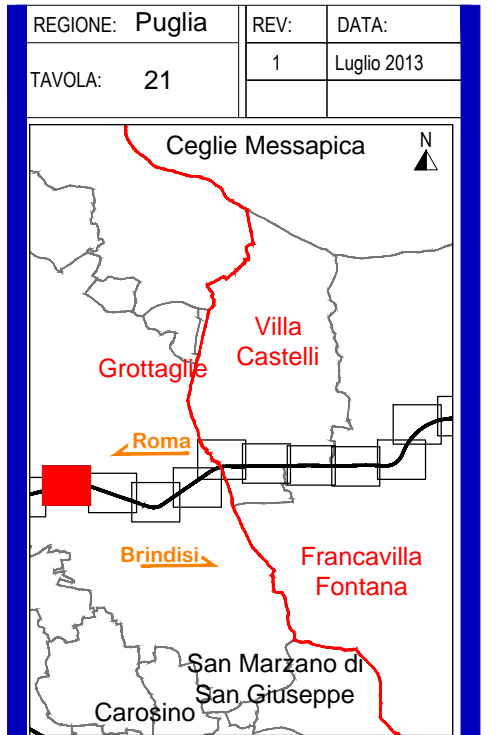 REGIONE: Puglia
REV:
DATA:
TAVOLA: 21
1
Luglio 2013
Ceglie Messapica
N
Villa
Castelli
Grottaglie
Roma
Brindisi
Francavilla
Fontana
San Marzano di
San Giuseppe
Carosino